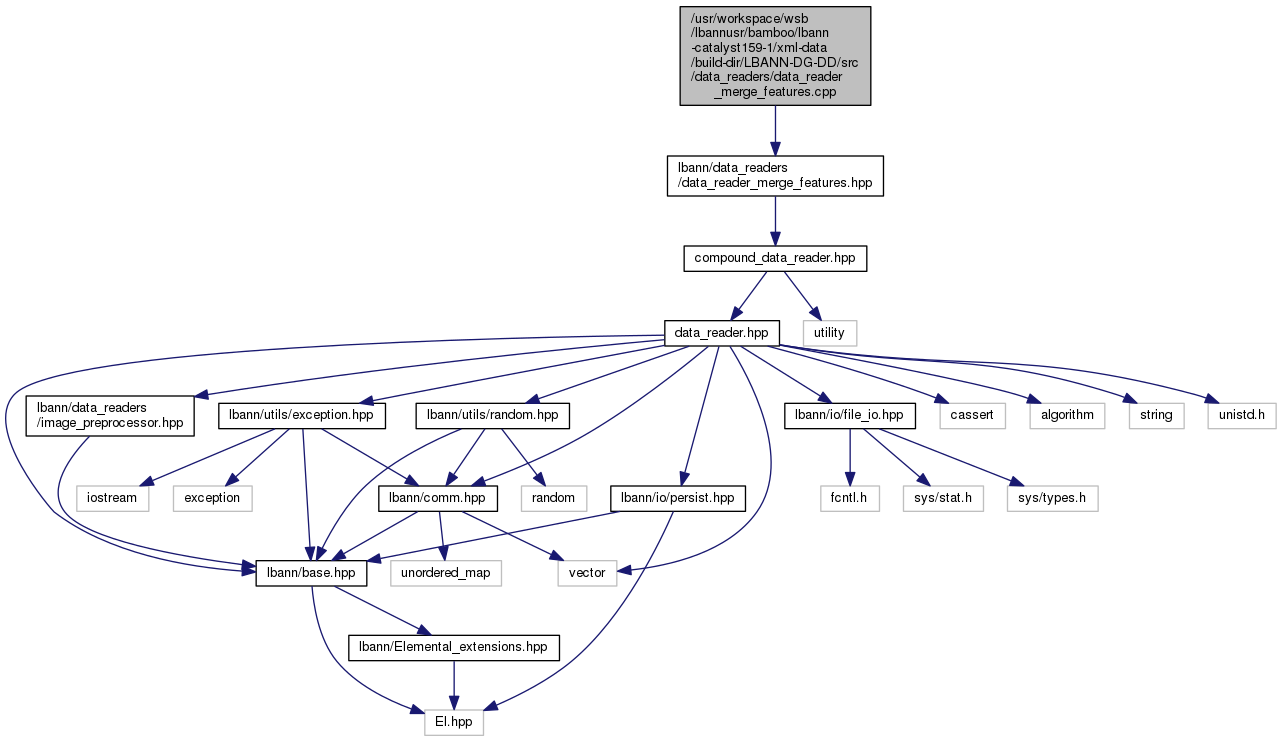 /usr/workspace/wsb
/lbannusr/bamboo/lbann
-catalyst159-1/xml-data
/build-dir/LBANN-DG-DD/src
/data_readers/data_reader
_merge_features.cpp
lbann/data_readers
/data_reader_merge_features.hpp
compound_data_reader.hpp
data_reader.hpp
utility
lbann/data_readers
/image_preprocessor.hpp
lbann/utils/exception.hpp
lbann/utils/random.hpp
lbann/io/file_io.hpp
cassert
algorithm
string
unistd.h
iostream
exception
lbann/comm.hpp
random
lbann/io/persist.hpp
fcntl.h
sys/stat.h
sys/types.h
lbann/base.hpp
unordered_map
vector
lbann/Elemental_extensions.hpp
El.hpp